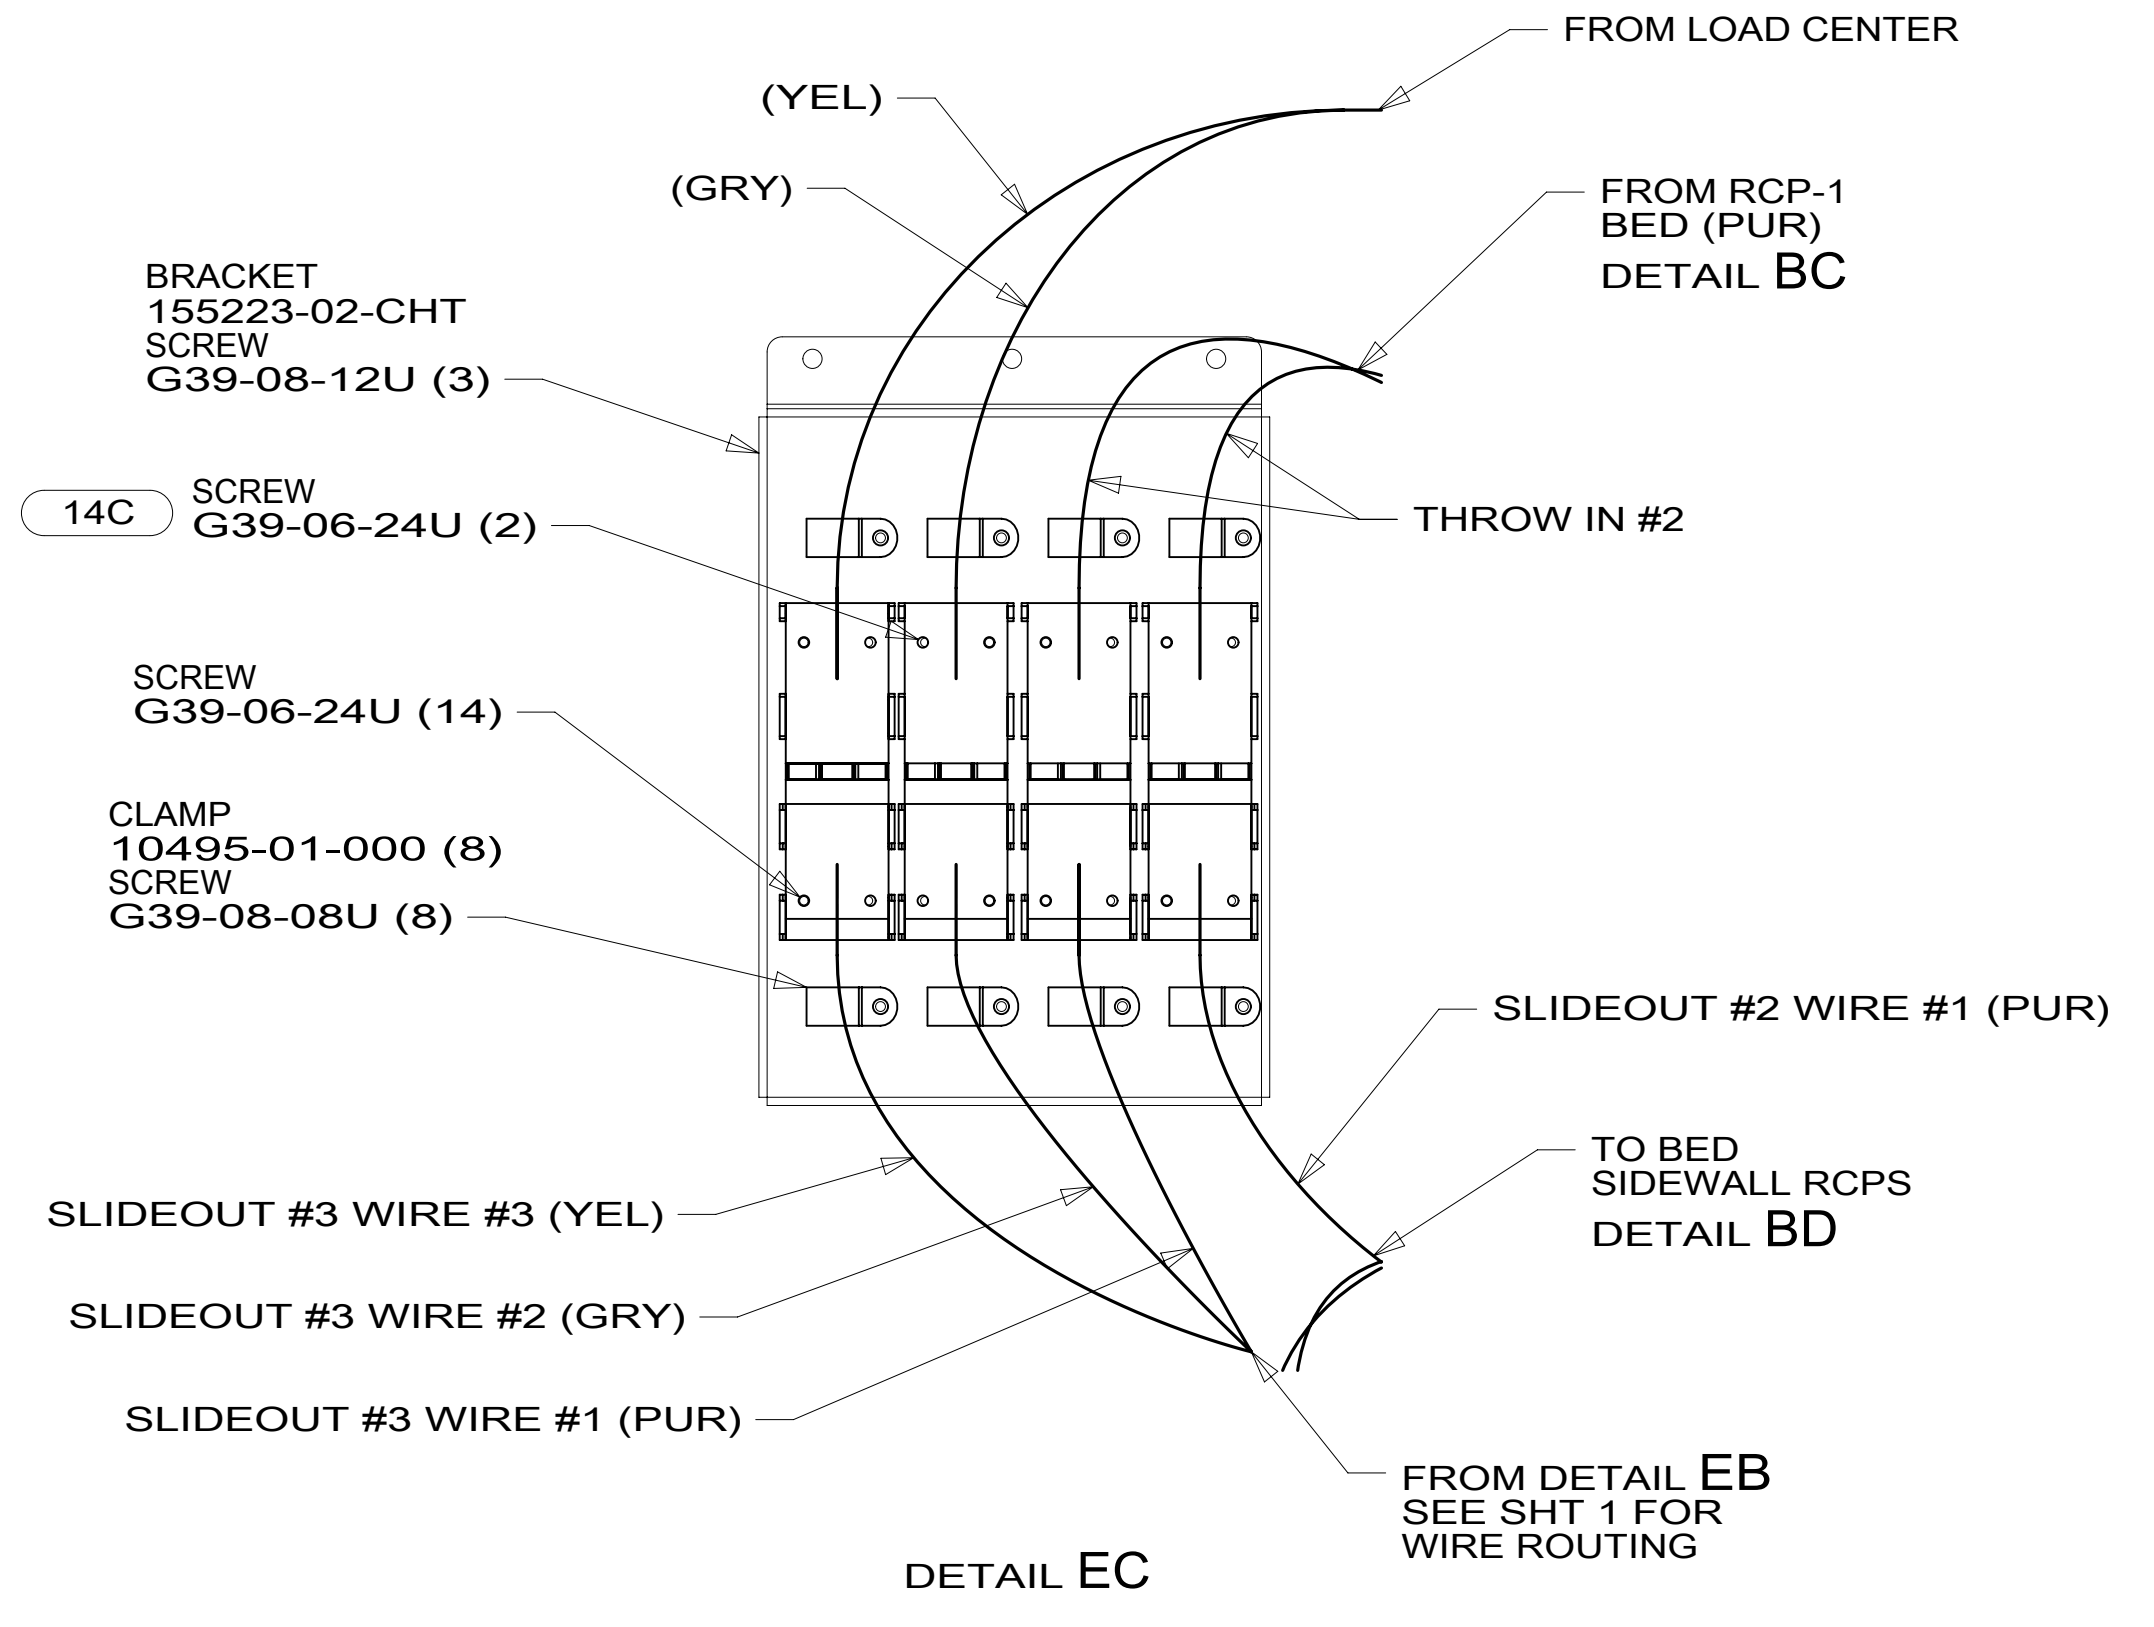 FROM LOAD CENTER
(YEL)
(GRY)
FROM RCP-1
BED (PUR)
DETAIL BC
BRACKET
155223-02-CHT
SCREW
G39-08-12U (3)
14C
SCREW
G39-06-24U (2)
THROW IN #2
SCREW
G39-06-24U (14)
CLAMP
10495-01-000 (8)
SCREW
G39-08-08U (8)
SLIDEOUT #2 WIRE #1 (PUR)
TO BED
SIDEWALL RCPS
DETAIL BD
SLIDEOUT #3 WIRE #3 (YEL)
SLIDEOUT #3 WIRE #2 (GRY)
SLIDEOUT #3 WIRE #1 (PUR)
FROM DETAIL EB
SEE SHT 1 FOR
WIRE ROUTING
DETAIL EC